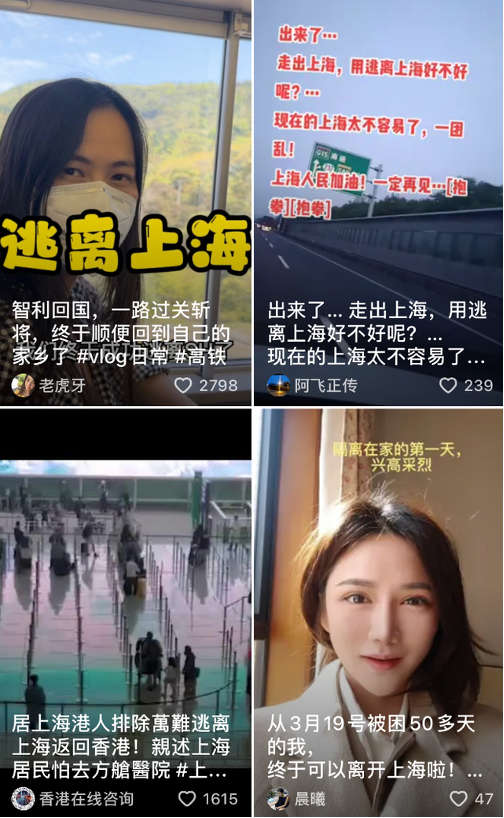 逃离上海
智利回国，一路过关斩
将，终于顺便回到自己的
家乡了 #vlog日常 #高铁
老虎牙
2798
出来了…
走出上海，用逃离上海好不好
呢？…
现在的上海太不容易了，一团
乱！
上海人民加油！一定再见…[抱
拳][抱拳]
G15
出来了... 走出上海，用逃
离上海好不好呢？...
现在的上海太不容易了...
阿飞正传
239
居上海港人排除萬難逃离
上海返回香港！親述上海
居民怕去方艙醫院 #上...
香港在线咨询
1615
隔离在家的第一天，
兴高采烈
从3月19号被困50多天
的我，
终于可以离开上海啦！...
晨曦
47